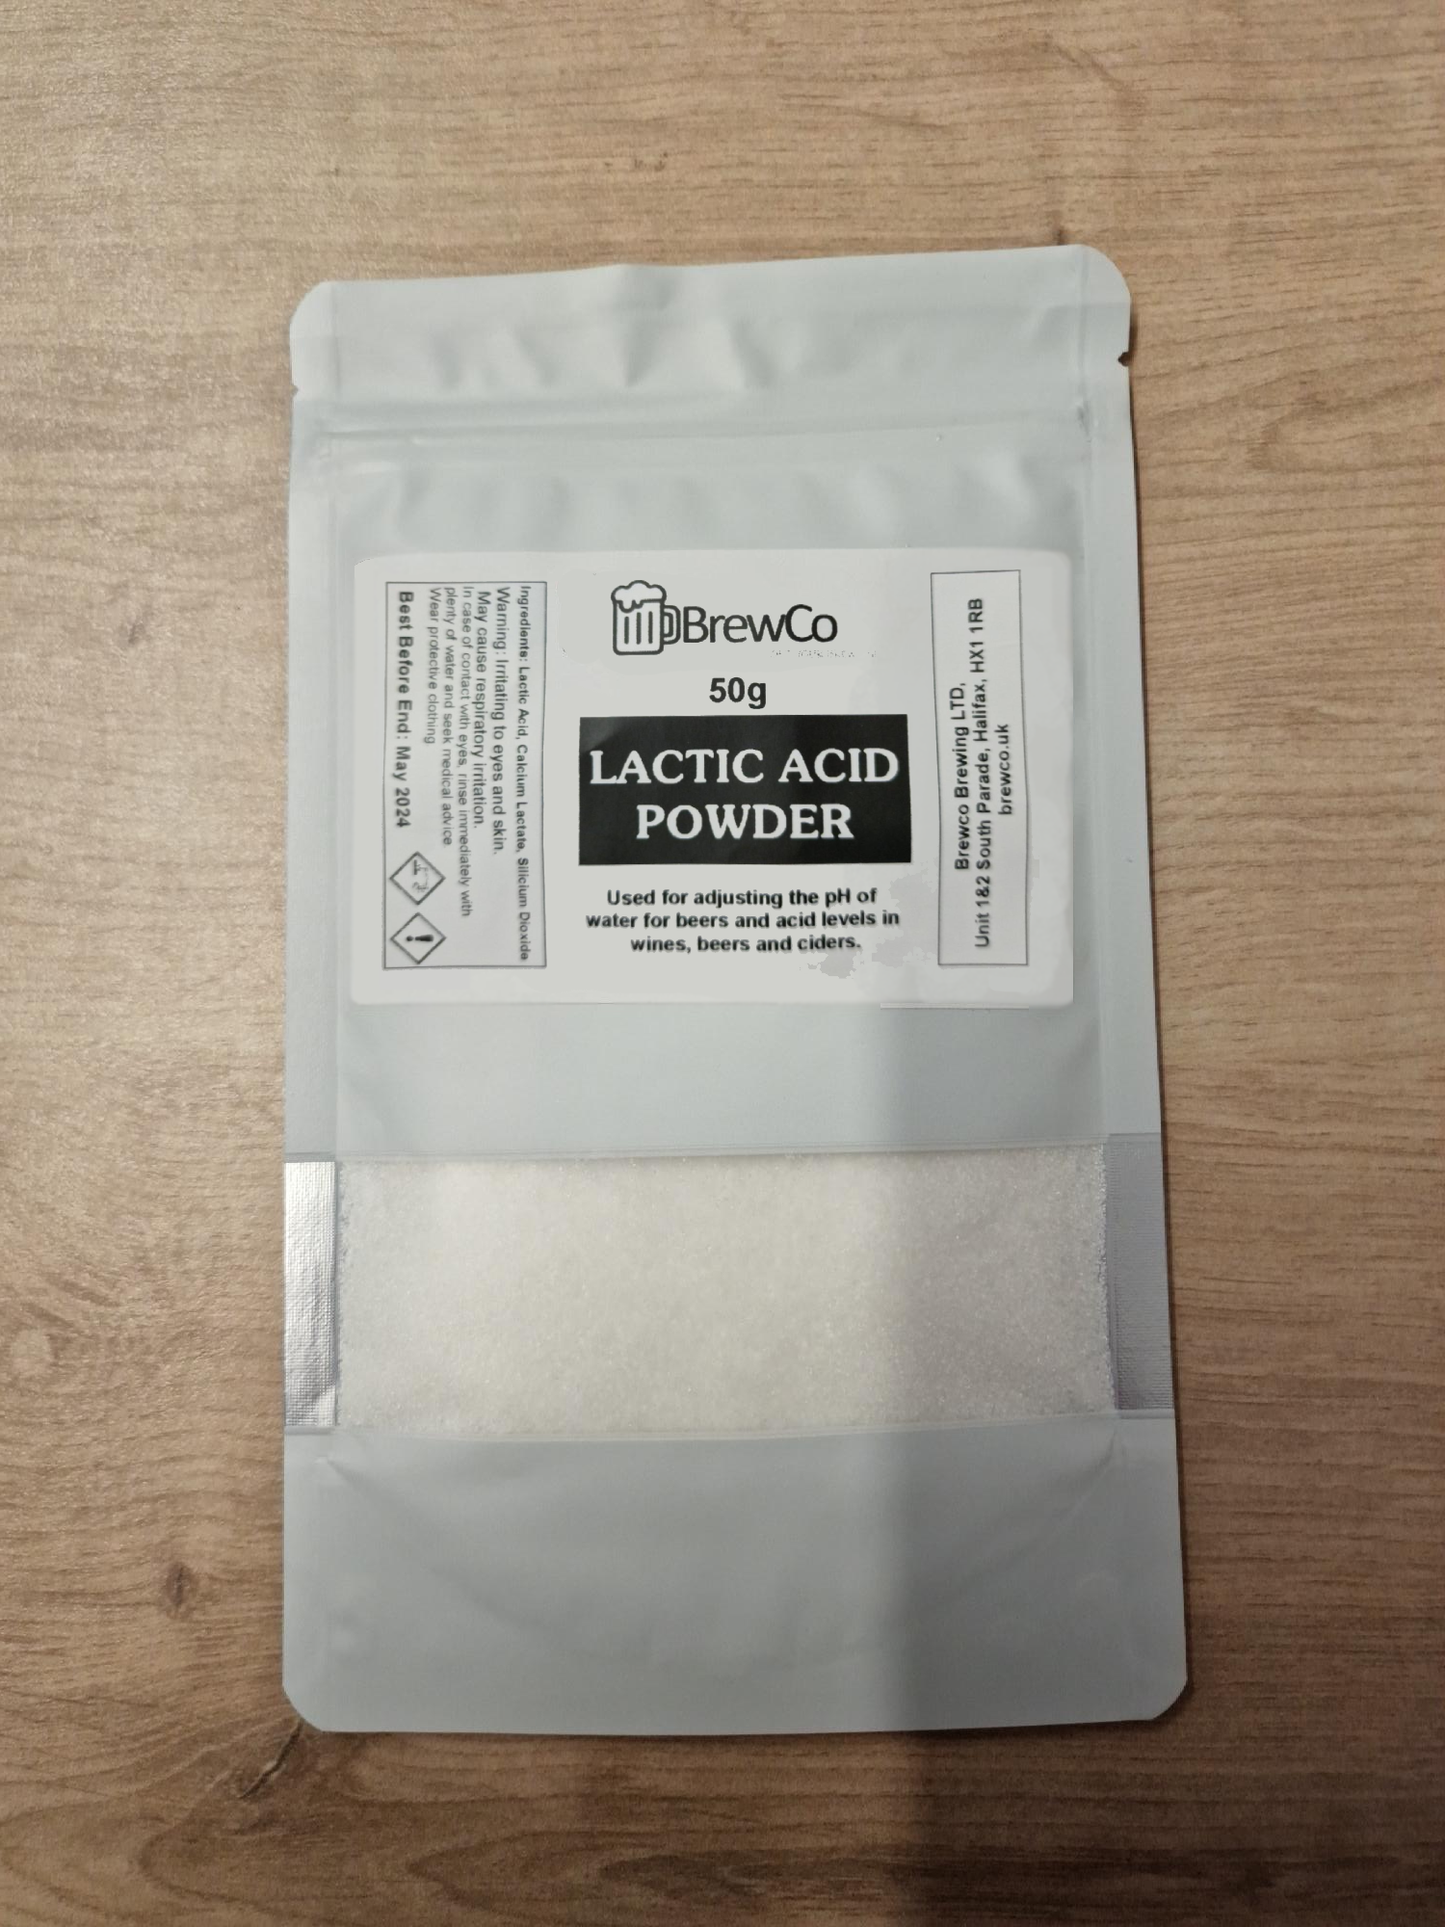 Ingredients: Lactic Acid, Calcium Lactate, Silicium Dioxide
Warning: Irritating to eyes and skin.
May cause respiratory irritation.
In case of contact with eyes, rinse immediately with
plenty of water and seek medical advice
Wear protective clothing
Best Before End: May 2024
BrewCo
50g
LACTIC ACID
POWDER
Used for adjusting the pH of
water for beers and acid levels in
wines, beers and ciders.
Brewco Brewing LTD,
Unit 1&2 South Parade, Halifax, HX1 1RB
brewco.uk